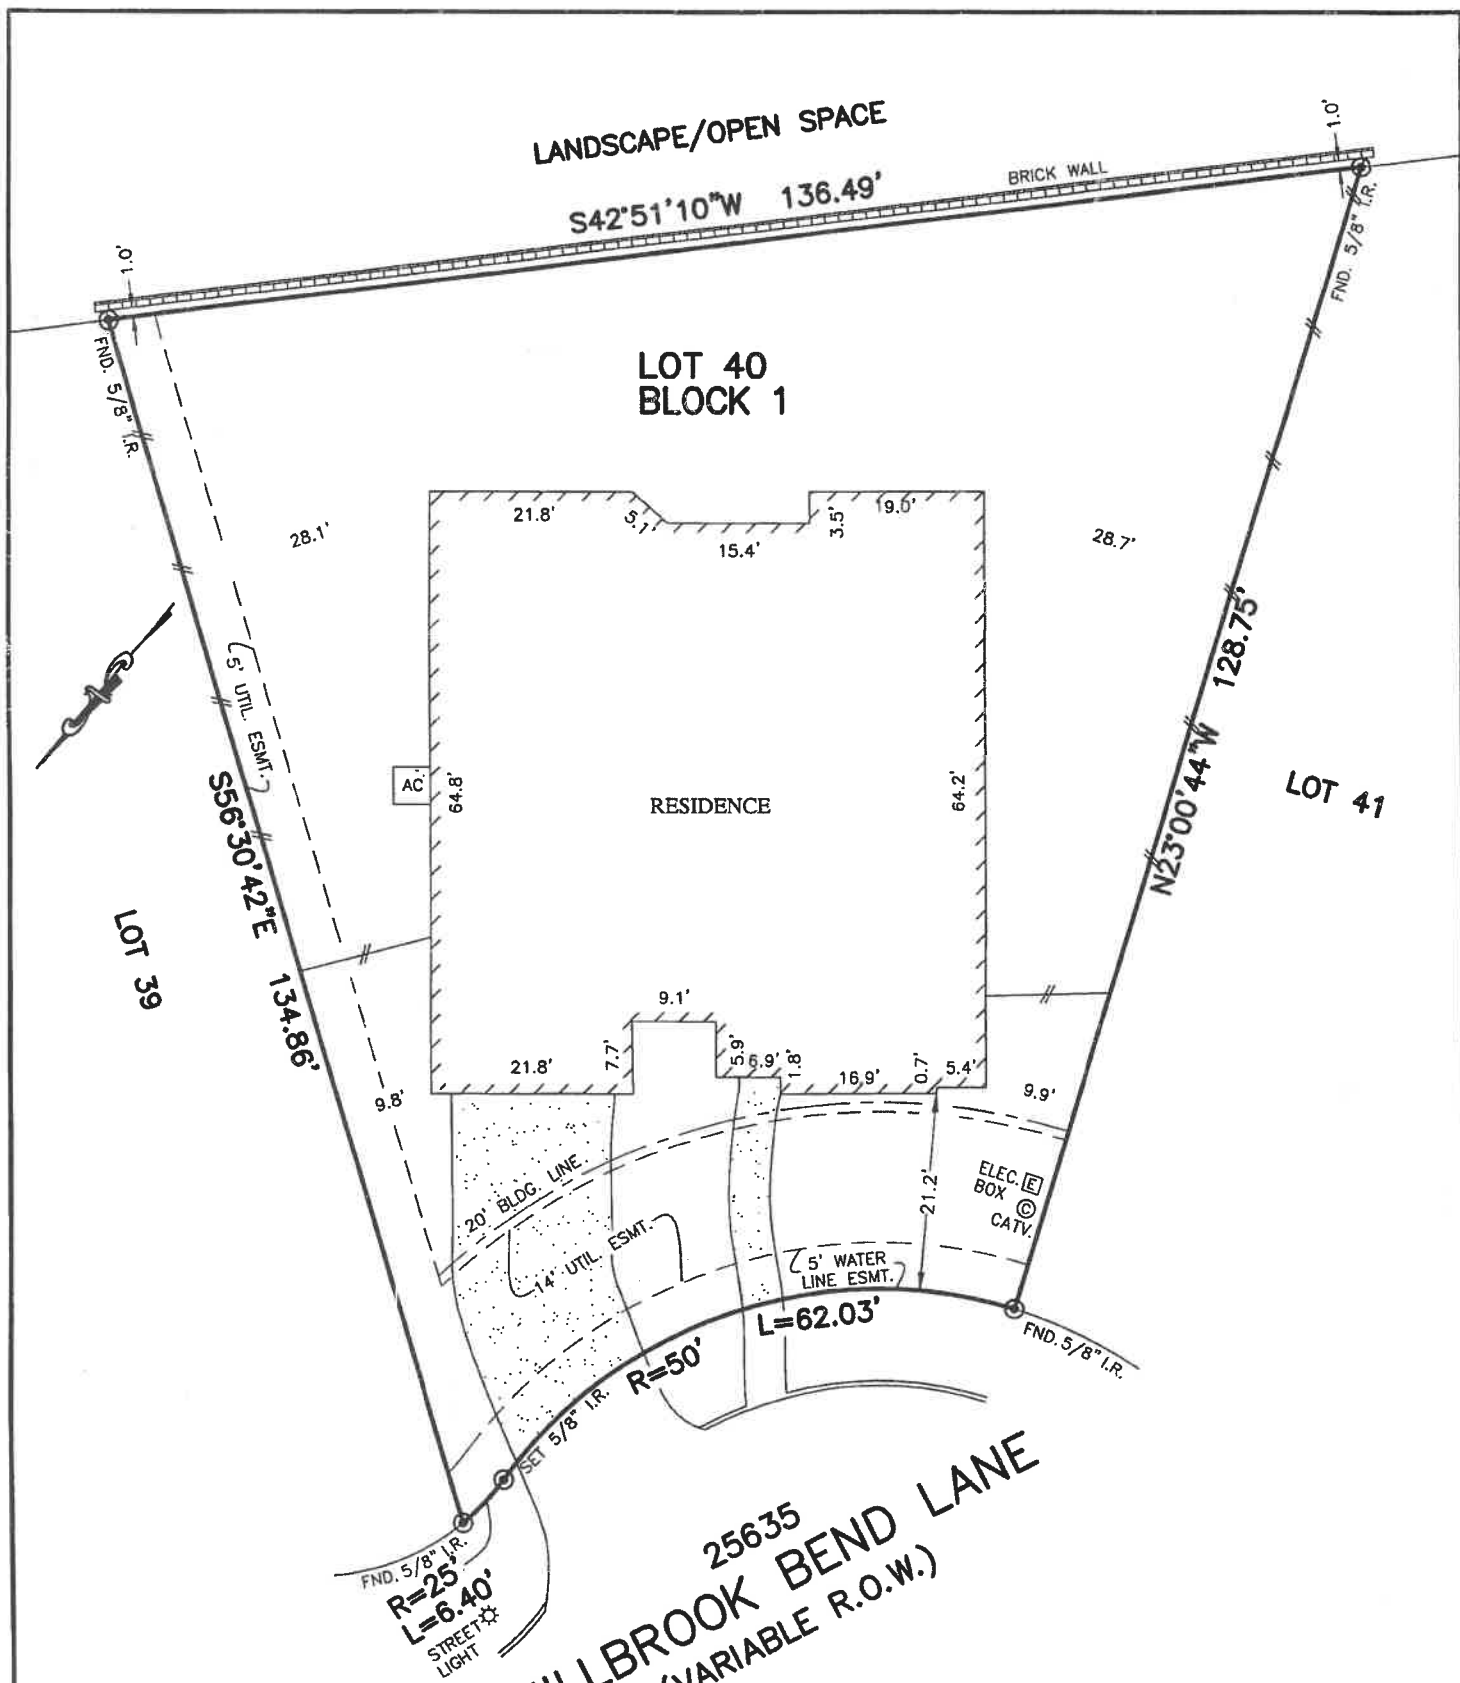 LANDSCAPE/OPEN SPACE
1.0'
BRICK WALL
S42°51'10"W 136.49'
1.0'
FND. 5/8" I.R.
FND. 5/8" I.R.
LOT 40
BLOCK 1
21.8'
5.1'
15.4'
3.5'
28.1'
28.7'
5' UTIL. ESMT.
128.75'
N23°00'44"W
AC
64.8'
RESIDENCE
64.2'
LOT 41
S56°30'42"E
134.86'
LOT 39
9.1'
21.8'
7.7'
5.9'
6.9'
1.8'
16.9'
0.7'
5.4'
9.8'
9.9'
20' BLDG. LINE
14' UTIL. ESMT.
21.2'
ELEC. E
BOX
C
CATV.
5' WATER
LINE ESMT.
L=62.03'
R=50'
FND. 5/8" I.R.
SET 5/8" I.R.
FND. 5/8" I.R.
R=25'
L=6.40'
STREET
LIGHT
25635
LLBROOK BEND LANE
(VARIABLE R.O.W.)